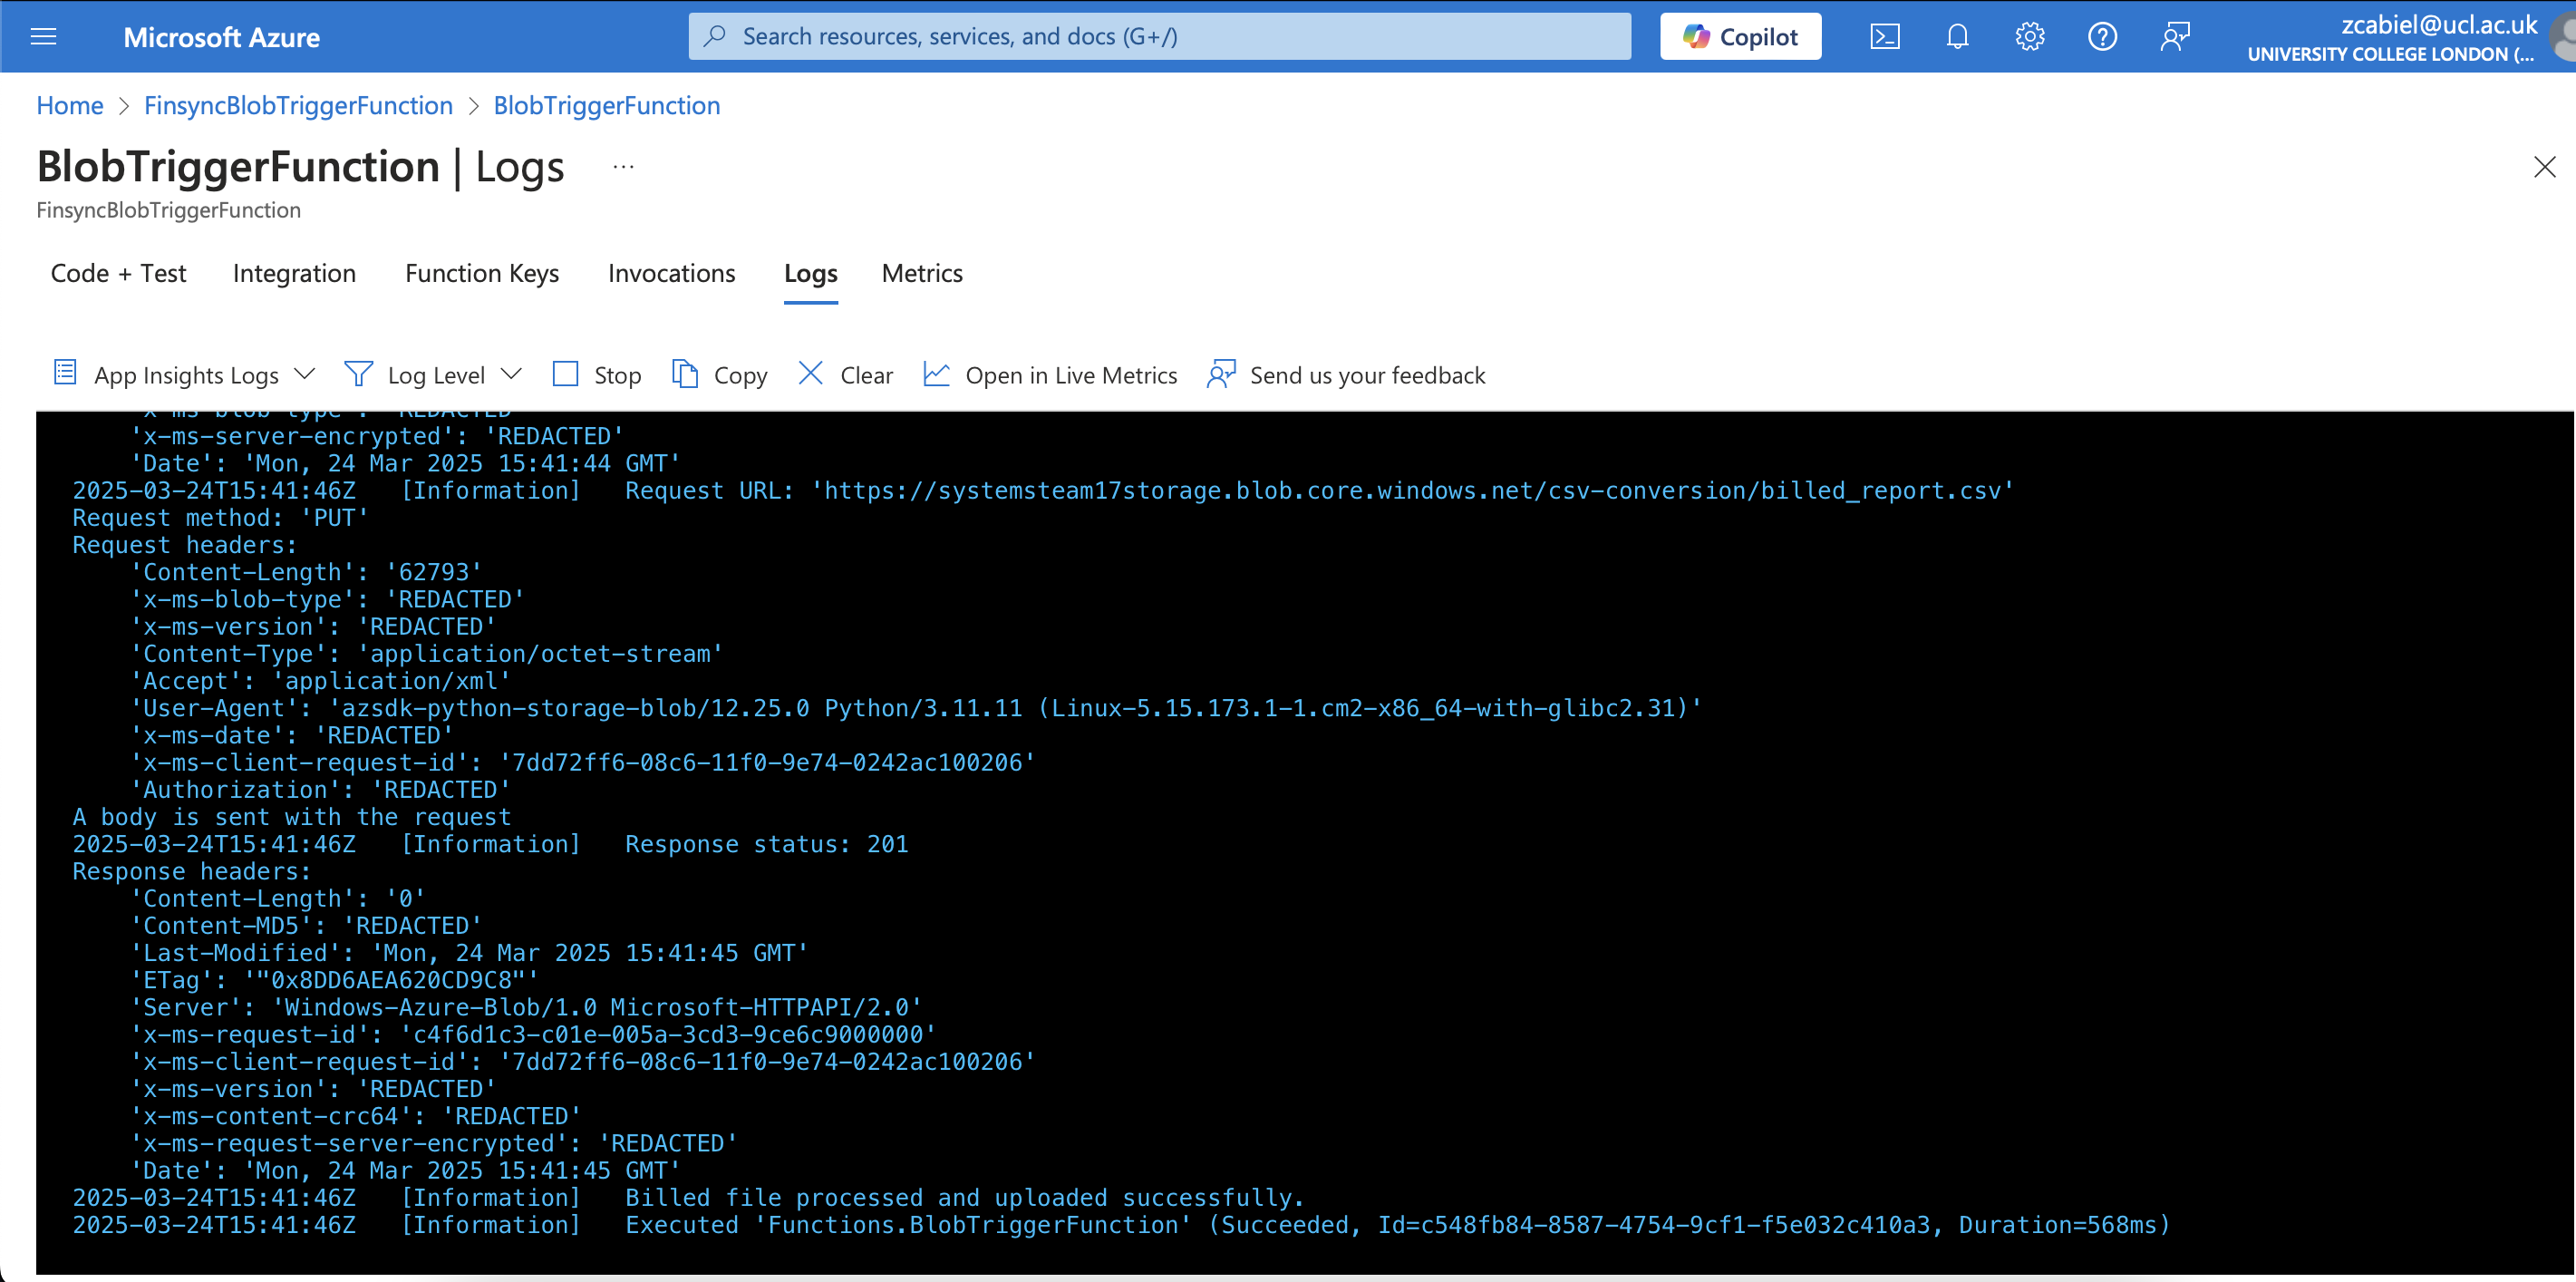 Microsoft Azure
Search resources, services, and docs (G+/)
Copilot
zcabiel@ucl.ac.uk
UNIVERSITY COLLEGE LONDON (...
Home > FinsyncBlobTriggerFunction > BlobTriggerFunction
BlobTriggerFunction | Logs ...
FinsyncBlobTriggerFunction
Code + Test Integration Function Keys Invocations Logs Metrics
App Insights Logs Log Level Stop Copy Clear Open in Live Metrics Send us your feedback
'x-ms-blob-type': 'REDACTED'
'x-ms-server-encrypted': 'REDACTED'
'Date': 'Mon, 24 Mar 2025 15:41:44 GMT'
2025-03-24T15:41:46Z [Information] Request URL: 'https://systemsteam17storage.blob.core.windows.net/csv-conversion/billed_report.csv'
Request method: 'PUT'
Request headers:
'Content-Length': '62793'
'x-ms-blob-type': 'REDACTED'
'x-ms-version': 'REDACTED'
'Content-Type': 'application/octet-stream'
'Accept': 'application/xml'
'User-Agent': 'azsdk-python-storage-blob/12.25.0 Python/3.11.11 (Linux-5.15.173.1-1.cm2-x86_64-with-glibc2.31)'
'x-ms-date': 'REDACTED'
'x-ms-client-request-id': '7dd72ff6-08c6-11f0-9e74-0242ac100206'
'Authorization': 'REDACTED'
A body is sent with the request
2025-03-24T15:41:46Z [Information] Response status: 201
Response headers:
'Content-Length': '0'
'Content-MD5': 'REDACTED'
'Last-Modified': 'Mon, 24 Mar 2025 15:41:45 GMT'
'ETag': '"0x8DD6AEA620CD9C8"'
'Server': 'Windows-Azure-Blob/1.0 Microsoft-HTTPAPI/2.0'
'x-ms-request-id': 'c4f6d1c3-c01e-005a-3cd3-9ce6c9000000'
'x-ms-client-request-id': '7dd72ff6-08c6-11f0-9e74-0242ac100206'
'x-ms-version': 'REDACTED'
'x-ms-content-crc64': 'REDACTED'
'x-ms-request-server-encrypted': 'REDACTED'
'Date': 'Mon, 24 Mar 2025 15:41:45 GMT'
2025-03-24T15:41:46Z [Information] Billed file processed and uploaded successfully.
2025-03-24T15:41:46Z [Information] Executed 'Functions.BlobTriggerFunction' (Succeeded, Id=c548fb84-8587-4754-9cf1-f5e032c410a3, Duration=568ms)